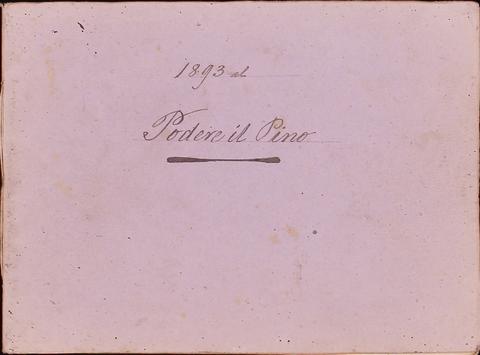 1893 al
Podere il Pino